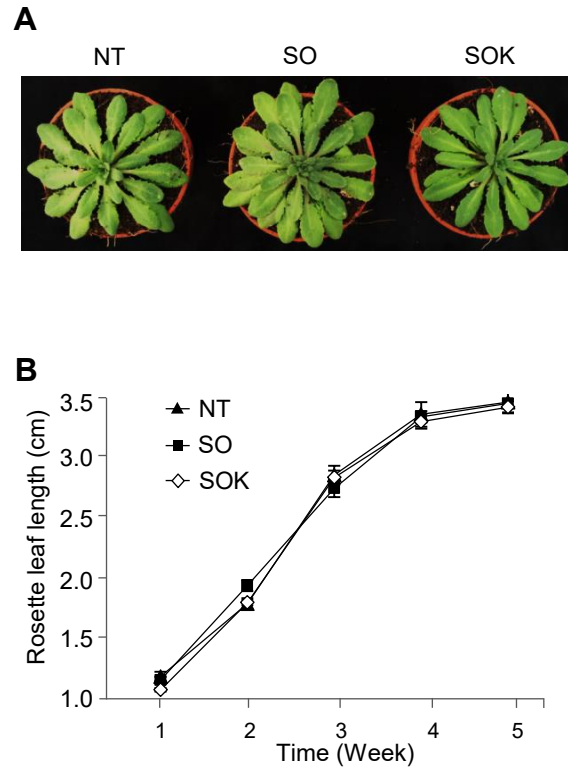 A
NT SO SOK
B
NT
SO
SOK
Rosette leaf length (cm)
3.5
3.0
2.5
2.0
1.5
1.0
1 2 3 4 5
Time (Week)